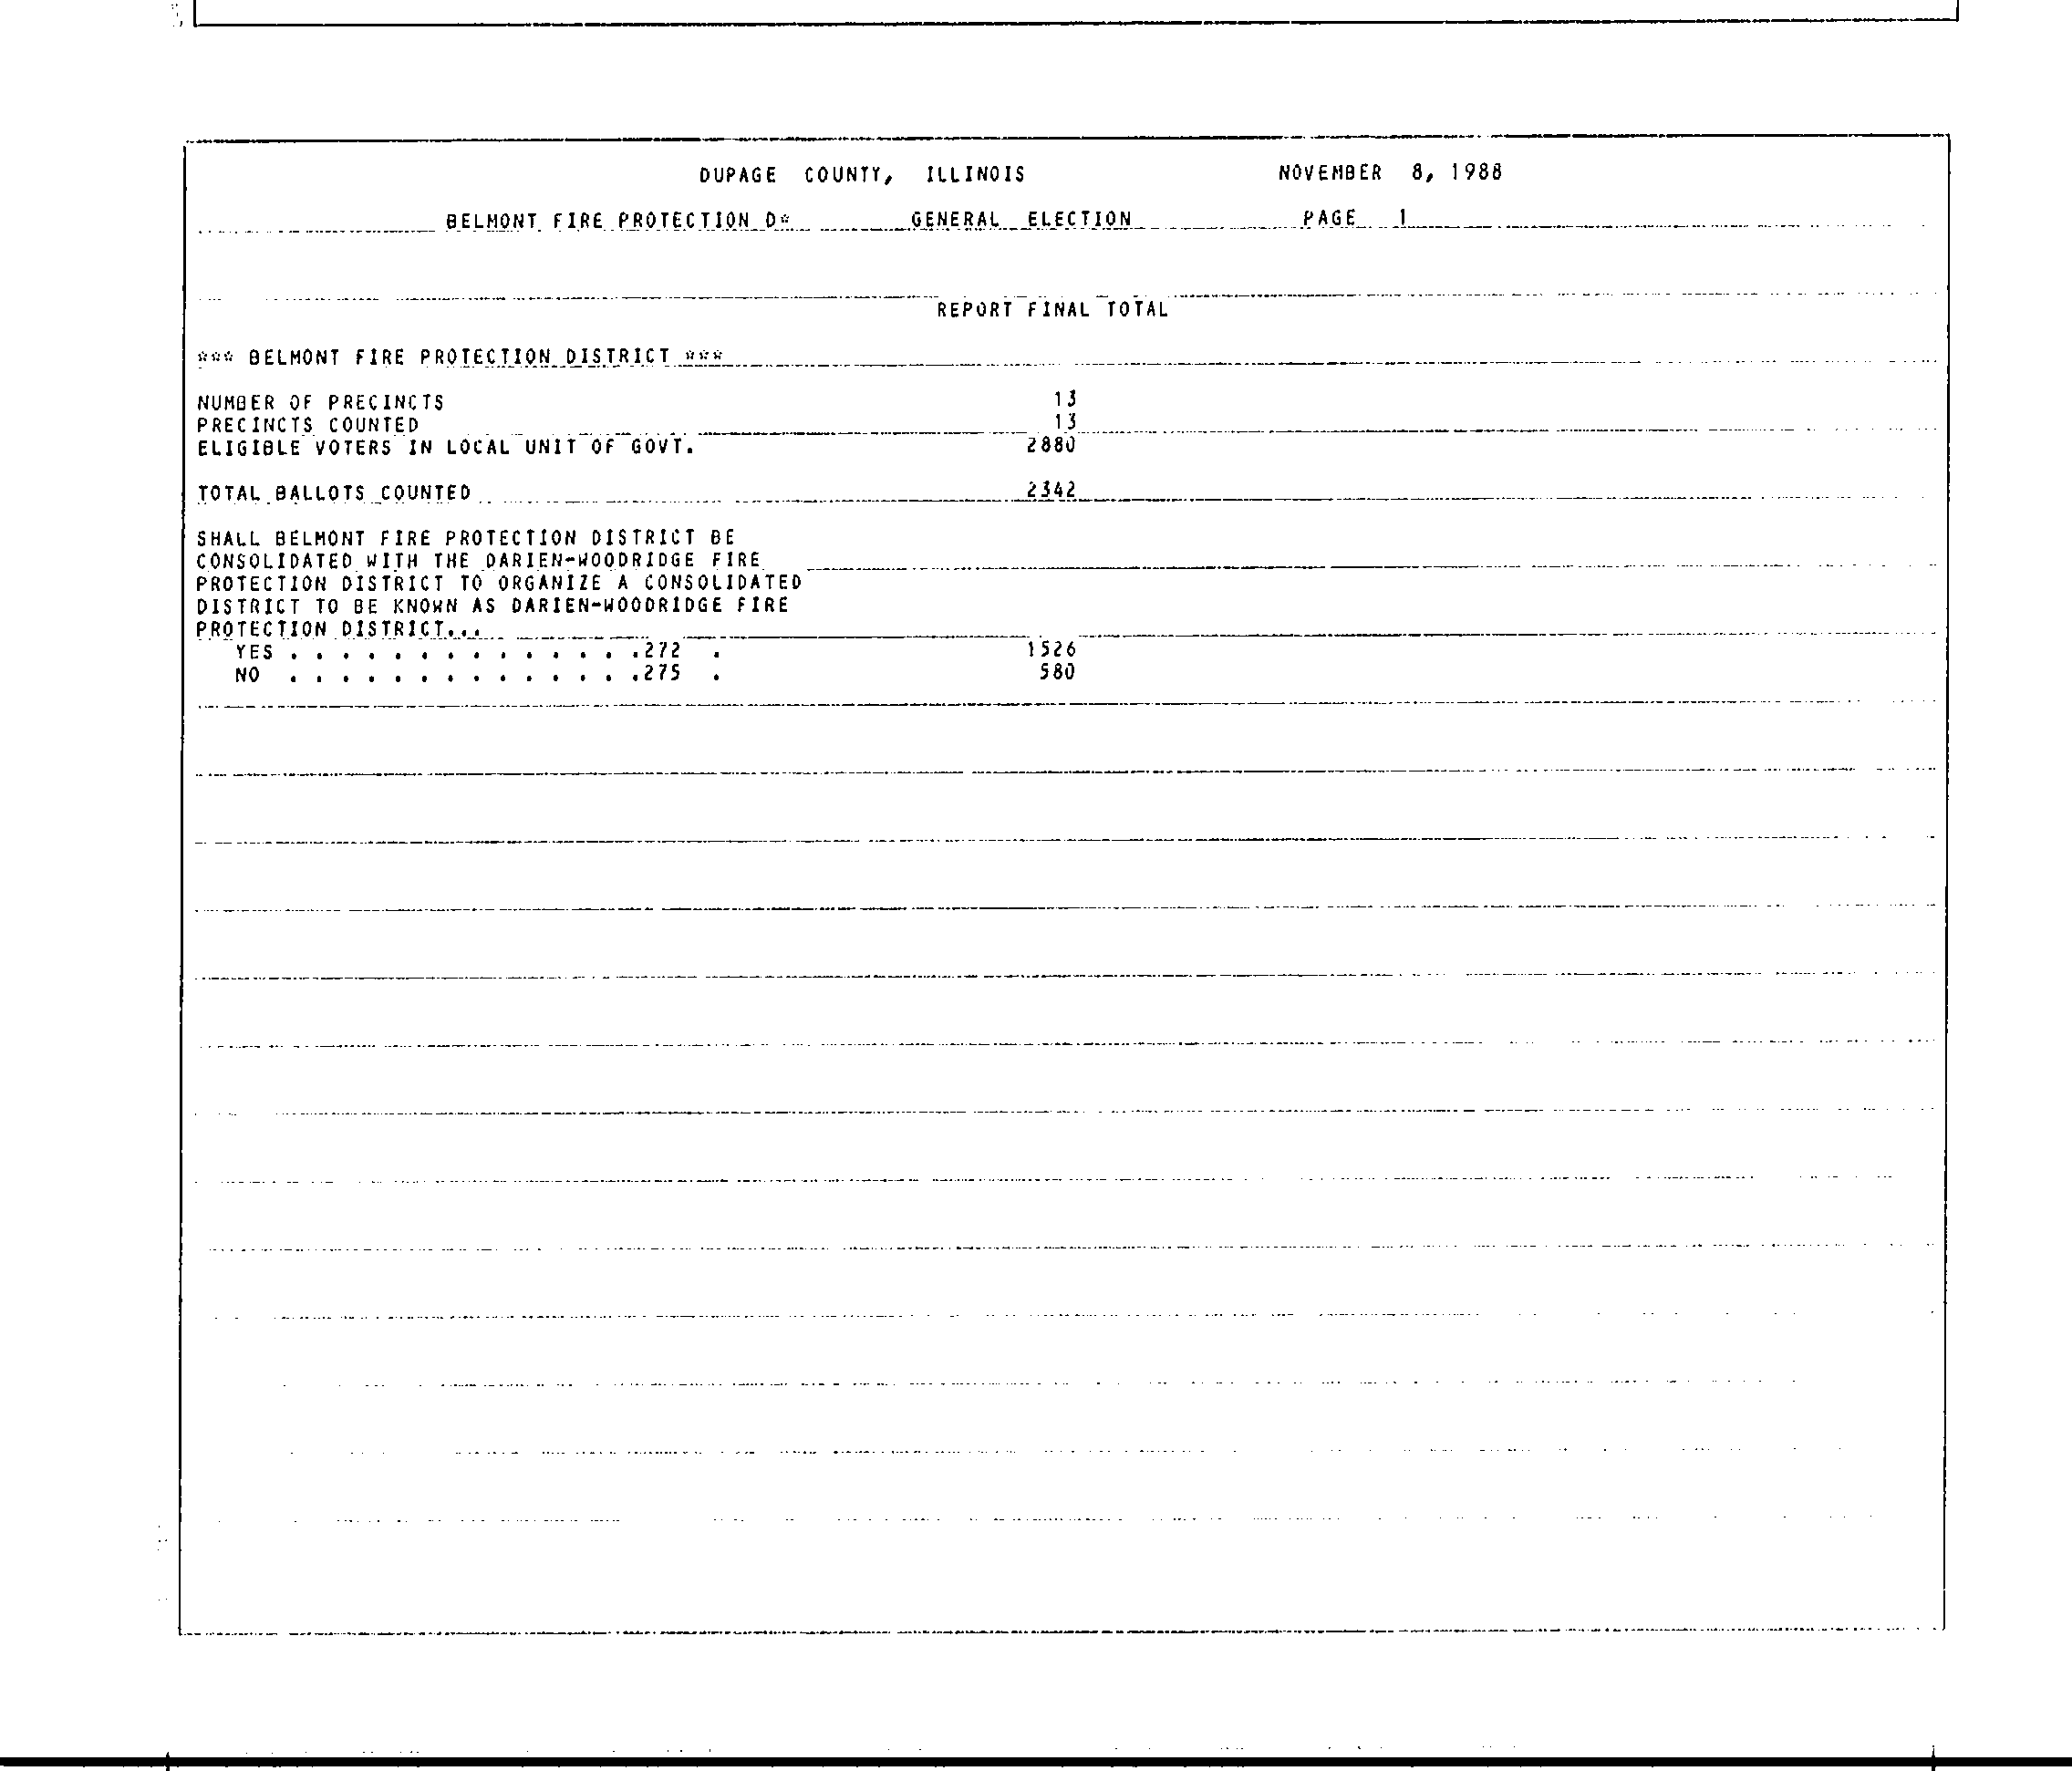 DUPAGE COUNTY, ILLINOIS NOVEMBER 8, 1988
BELMONT FIRE PROTECTION D* GENERAL ELECTION PAGE 1
REPORT FINAL TOTAL
*** BELMONT FIRE PROTECTION DISTRICT ***
NUMBER OF PRECINCTS 13
PRECINCTS COUNTED 13
ELIGIBLE VOTERS IN LOCAL UNIT OF GOVT. 2880
TOTAL BALLOTS COUNTED 2342
SHALL BELMONT FIRE PROTECTION DISTRICT BE
CONSOLIDATED WITH THE DARIEN-WOODRIDGE FIRE
PROTECTION DISTRICT TO ORGANIZE A CONSOLIDATED
DISTRICT TO BE KNOWN AS DARIEN-WOODRIDGE FIRE
PROTECTION DISTRICT...
YES . . . . . . . . . . . . . .272 . 1526
NO . . . . . . . . . . . . . .275 . 580